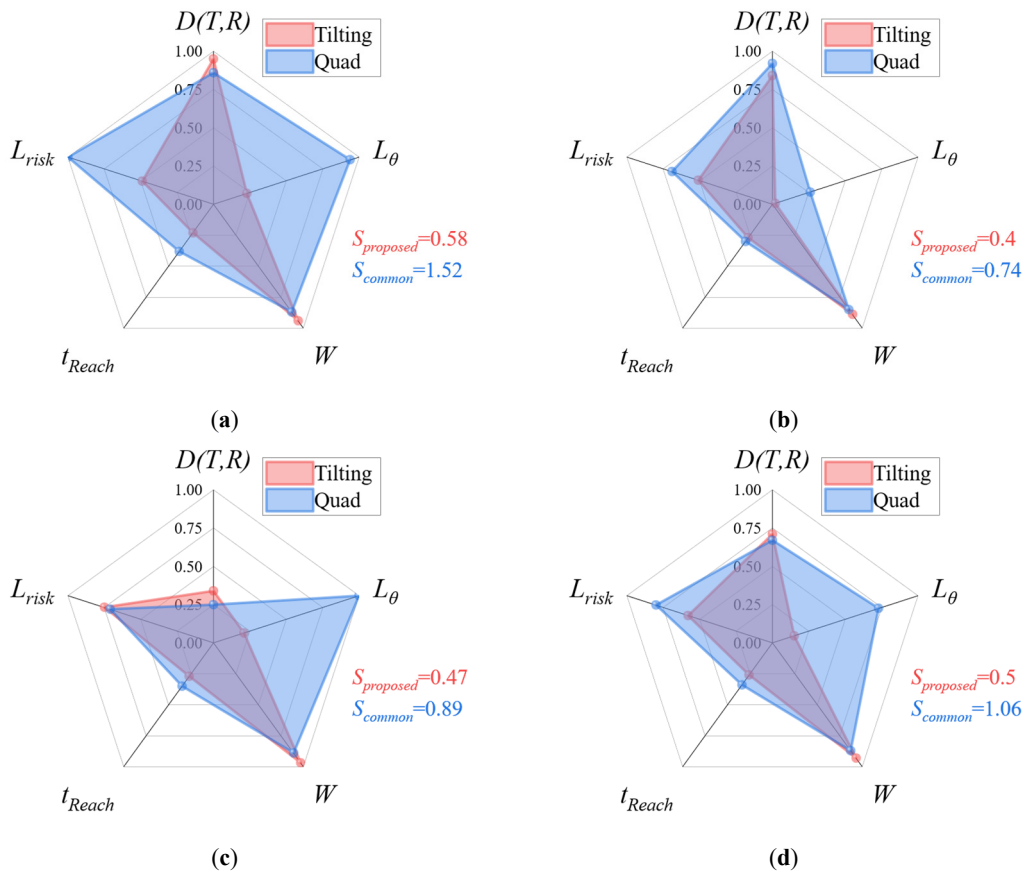 D(T,R)
Tilting
Quad
1.00
0.75
0.50
0.25
0.00
L_risk
L_θ
S_proposed=0.58
S_common=1.52
t_Reach
W
(a)
D(T,R)
Tilting
Quad
1.00
0.75
0.50
0.25
0.00
L_risk
L_θ
S_proposed=0.4
S_common=0.74
t_Reach
W
(b)
D(T,R)
Tilting
Quad
1.00
0.75
0.50
0.25
0.00
L_risk
L_θ
S_proposed=0.47
S_common=0.89
t_Reach
W
(c)
D(T,R)
Tilting
Quad
1.00
0.75
0.50
0.25
0.00
L_risk
L_θ
S_proposed=0.5
S_common=1.06
t_Reach
W
(d)